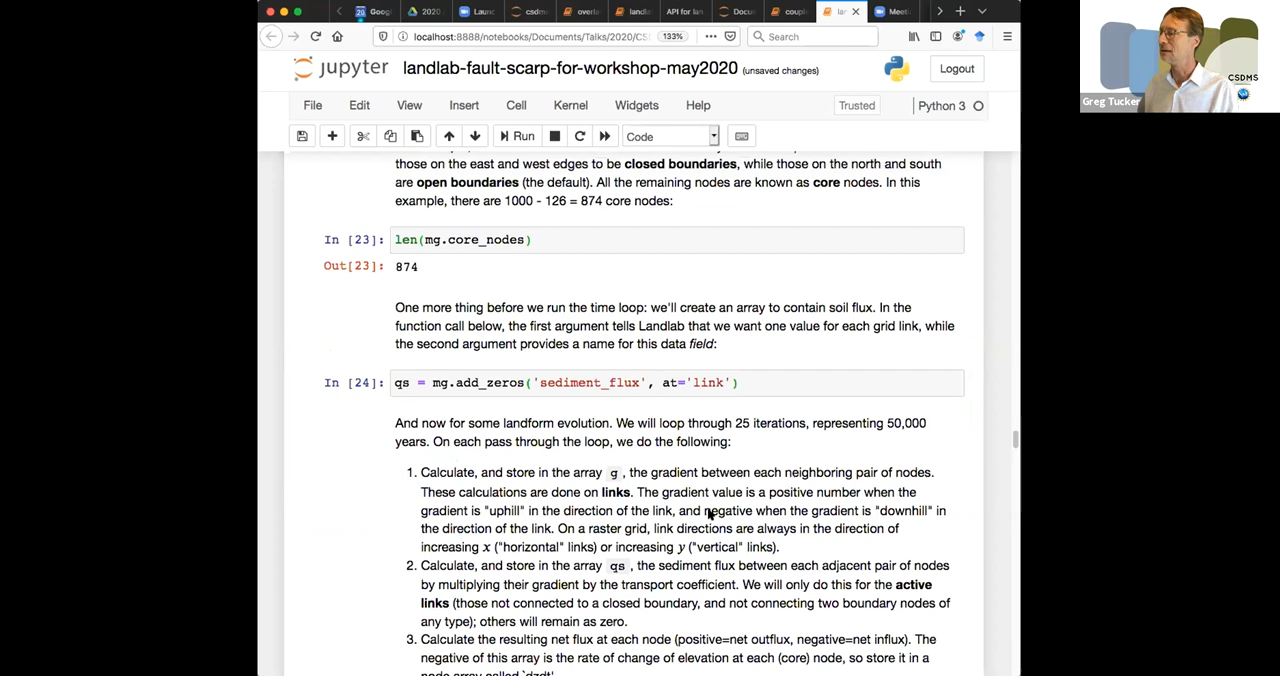 Goog
2020
Laun
csdm
overla
landla
API for lan
Docu
coupl
lan
Meeti
localhost:8888/notebooks/Documents/Talks/2020/CS
133%
Search
jupyter
landlab-fault-scarp-for-workshop-may2020 (unsaved changes)
Logout
File Edit View Insert Cell Kernel Widgets Help
Trusted
Python 3
Run
Code
those on the east and west edges to be closed boundaries, while those on the north and south
are open boundaries (the default). All the remaining nodes are known as core nodes. In this
example, there are 1000 - 126 = 874 core nodes:
In [23]: len(mg.core_nodes)
Out[23]: 874
One more thing before we run the time loop: we'll create an array to contain soil flux. In the
function call below, the first argument tells Landlab that we want one value for each grid link, while
the second argument provides a name for this data field:
In [24]: qs = mg.add_zeros('sediment_flux', at='link')
And now for some landform evolution. We will loop through 25 iterations, representing 50,000
years. On each pass through the loop, we do the following:
1. Calculate, and store in the array g , the gradient between each neighboring pair of nodes.
These calculations are done on links. The gradient value is a positive number when the
gradient is "uphill" in the direction of the link, and negative when the gradient is "downhill" in
the direction of the link. On a raster grid, link directions are always in the direction of
increasing x ("horizontal" links) or increasing y ("vertical" links).
2. Calculate, and store in the array qs , the sediment flux between each adjacent pair of nodes
by multiplying their gradient by the transport coefficient. We will only do this for the active
links (those not connected to a closed boundary, and not connecting two boundary nodes of
any type); others will remain as zero.
3. Calculate the resulting net flux at each node (positive=net outflux, negative=net influx). The
negative of this array is the rate of change of elevation at each (core) node, so store it in a
node array called `dzdt'.
CSDMS
Greg Tucker